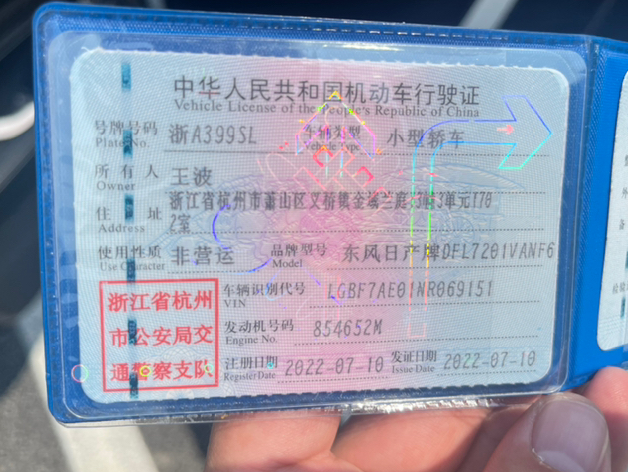 中华人民共和国机动车行驶证
Vehicle License of the People's Republic of China
号牌号码 Plate No. 浙A399SL 车辆类型 Vehicle Type 小型轿车
所有人 Owner 王波
住址 Address 浙江省杭州市萧山区义桥镇金
2室
使用性质 Use Character 非营运 品牌型号 Model 东风日产牌DFL7201VANF6
车辆识别代号 VIN LGBF7AE01NR069151
发动机号码 Engine No. 854652M
注册日期 Register Date 2022-07-10 发证日期 Issue Date 2022-07-10
浙江省杭州
市公安局交
通警察支队